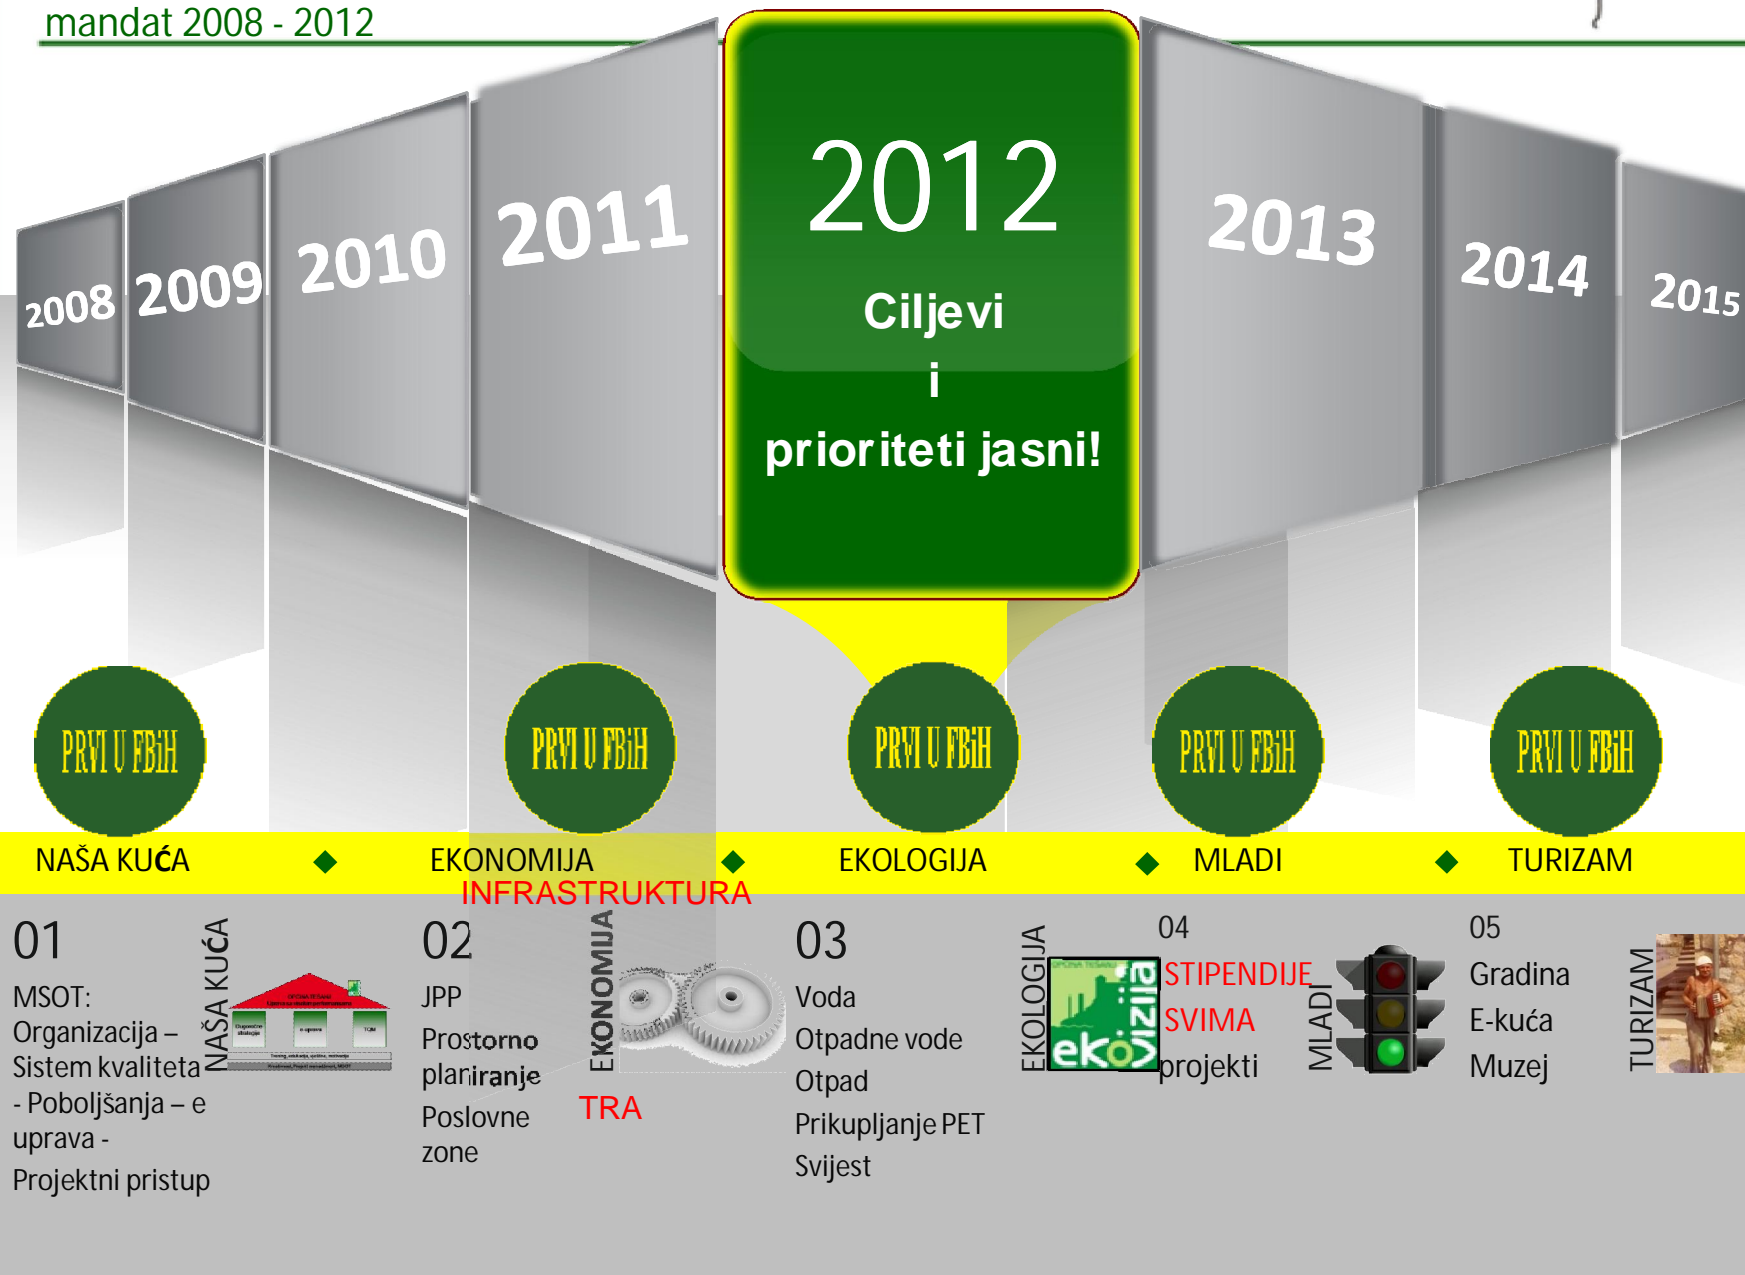 mandat 2008 - 2012
2008
2009
2010
2011
2012
Ciljevi
i
prioriteti jasni!
2013
2014
2015
PRVI U FBiH
PRVI U FBiH
PRVI U FBiH
PRVI U FBiH
PRVI U FBiH
NAŠA KUĆA
EKONOMIJA
INFRASTRUKTURA
EKOLOGIJA
MLADI
TURIZAM
01
MSOT:
Organizacija –
Sistem kvaliteta
- Poboljšanja – e
uprava -
Projektni pristup
NAŠA KUĆA
e-uprava
TQM
02
JPP
Prostorno
planiranje
Poslovne
zone
TRA
EKONOMIJA
03
Voda
Otpadne vode
Otpad
Prikupljanje PET
Svijest
EKOLOGIJA
eko
vizija
04
STIPENDIJE
SVIMA
projekti
MLADI
05
Gradina
E-kuća
Muzej
TURIZAM